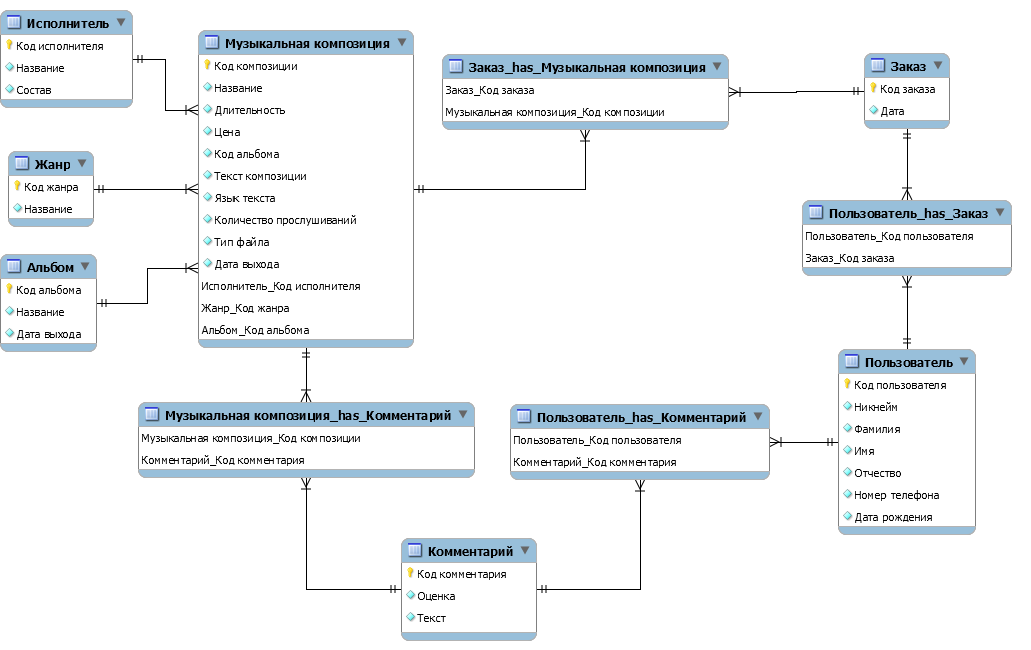 Исполнитель
Код исполнителя
Название
Состав
Жанр
Код жанра
Название
Альбом
Код альбома
Название
Дата выхода
Музыкальная композиция
Код композиции
Название
Длительность
Цена
Код альбома
Текст композиции
Язык текста
Количество прослушиваний
Тип файла
Дата выхода
Исполнитель_Код исполнителя
Жанр_Код жанра
Альбом_Код альбома
Заказ_has_Музыкальная композиция
Заказ_Код заказа
Музыкальная композиция_Код композиции
Заказ
Код заказа
Дата
Пользователь_has_Заказ
Пользователь_Код пользователя
Заказ_Код заказа
Пользователь
Код пользователя
Никнейм
Фамилия
Имя
Отчество
Номер телефона
Дата рождения
Музыкальная композиция_has_Комментарий
Музыкальная композиция_Код композиции
Комментарий_Код комментария
Пользователь_has_Комментарий
Пользователь_Код пользователя
Комментарий_Код комментария
Комментарий
Код комментария
Оценка
Текст